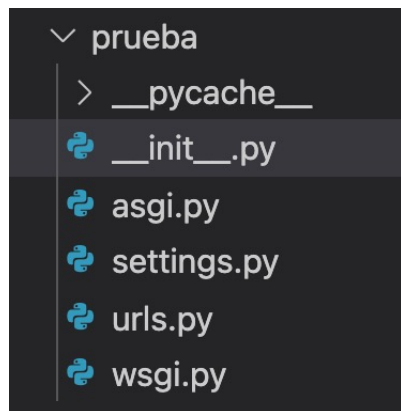 prueba
__pycache__
__init__.py
asgi.py
settings.py
urls.py
wsgi.py